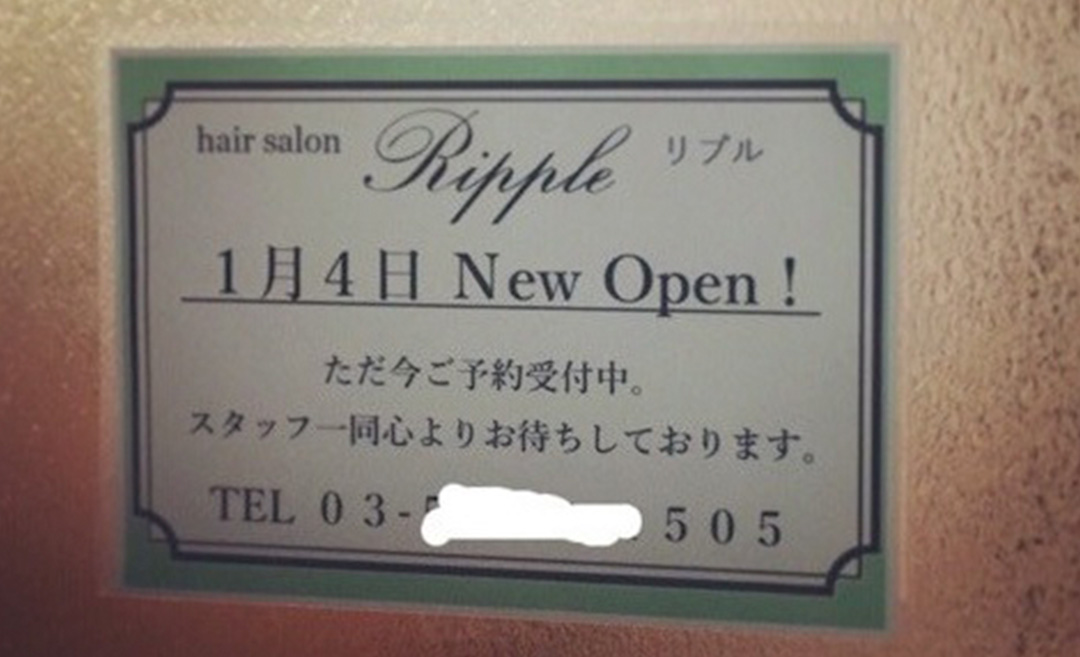 hair salon Ripple リプル
1月4日 New Open！
ただ今ご予約受付中。
スタッフ一同心よりお待ちしております。
TEL 03-5 505